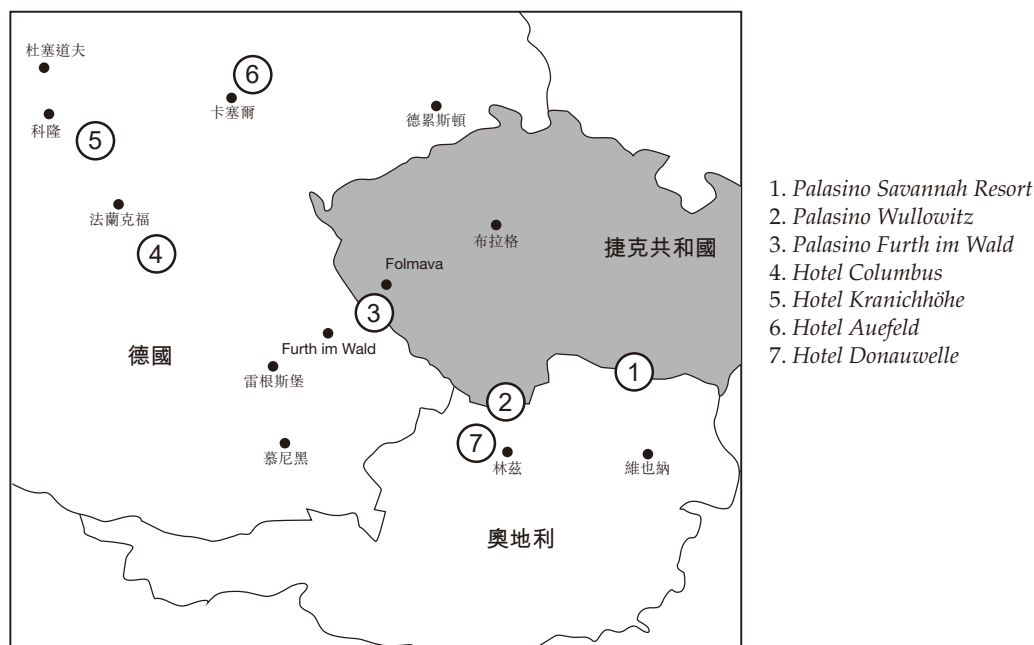 杜塞道夫
6
卡塞爾
科隆
5
德累斯頓
法蘭克福
4
布拉格
捷克共和國
Folmava
3
德國
Furth im Wald
雷根斯堡
1
2
7
慕尼黑
林茲
維也納
奧地利
1. Palasino Savannah Resort
2. Palasino Wullowitz
3. Palasino Furth im Wald
4. Hotel Columbus
5. Hotel Kranichhöhe
6. Hotel Auefeld
7. Hotel Donauwelle